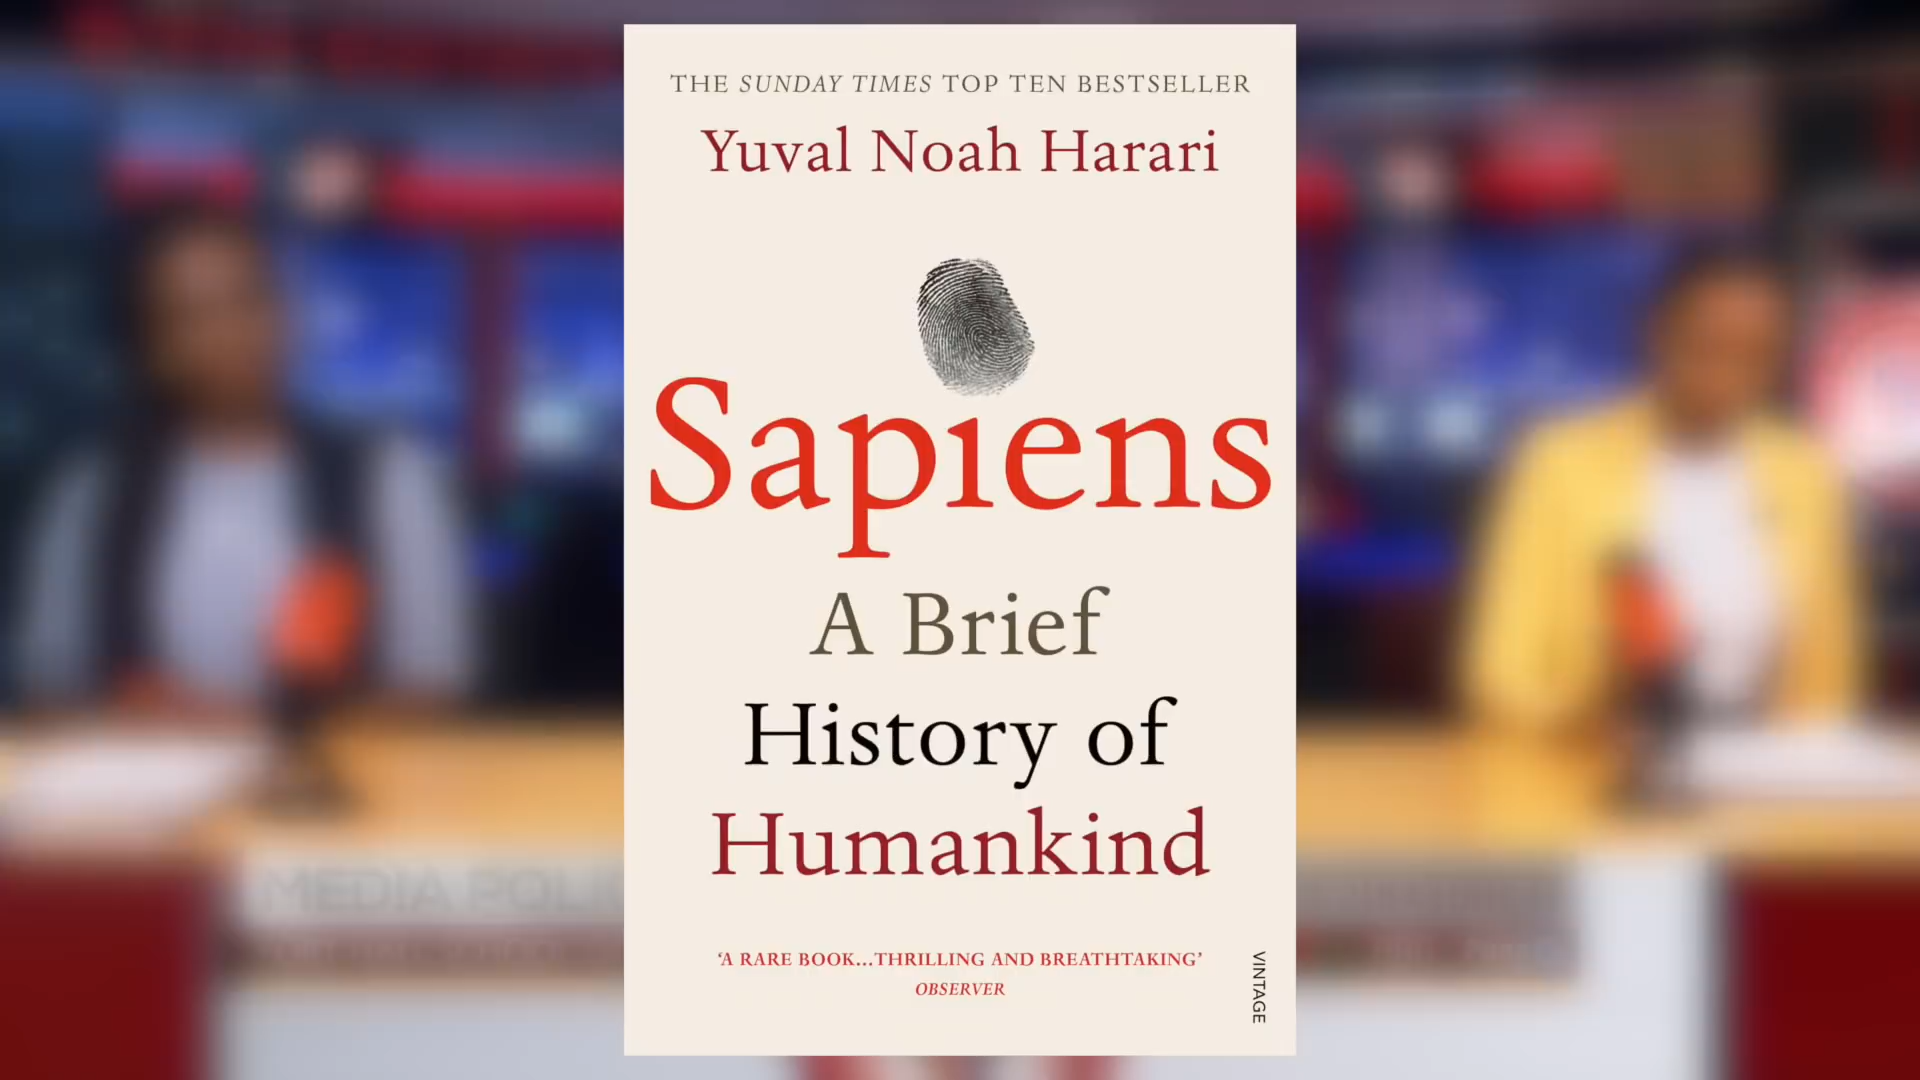 THE SUNDAY TIMES TOP TEN BESTSELLER
Yuval Noah Harari
Sapiens
A Brief
History of
Humankind
‘A RARE BOOK...THRILLING AND BREATHTAKING’
OBSERVER
VINTAGE
MEDIA